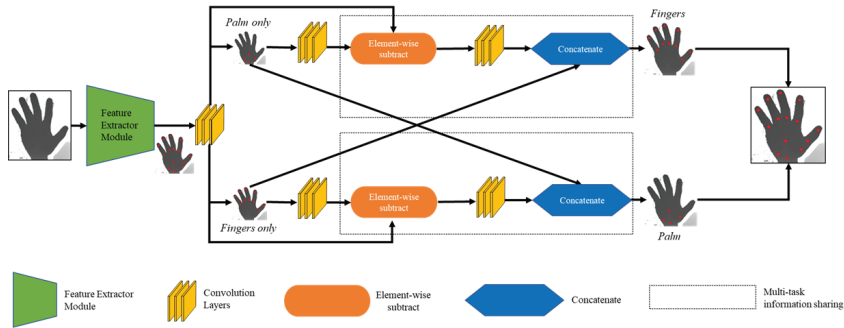 Palm only
Fingers
Element-wise
subtract
Concatenate
Feature
Extractor
Module
Element-wise
subtract
Concatenate
Fingers only
Palm
Feature Extractor
Module
Convolution
Layers
Element-wise
subtract
Concatenate
Multi-task
information sharing